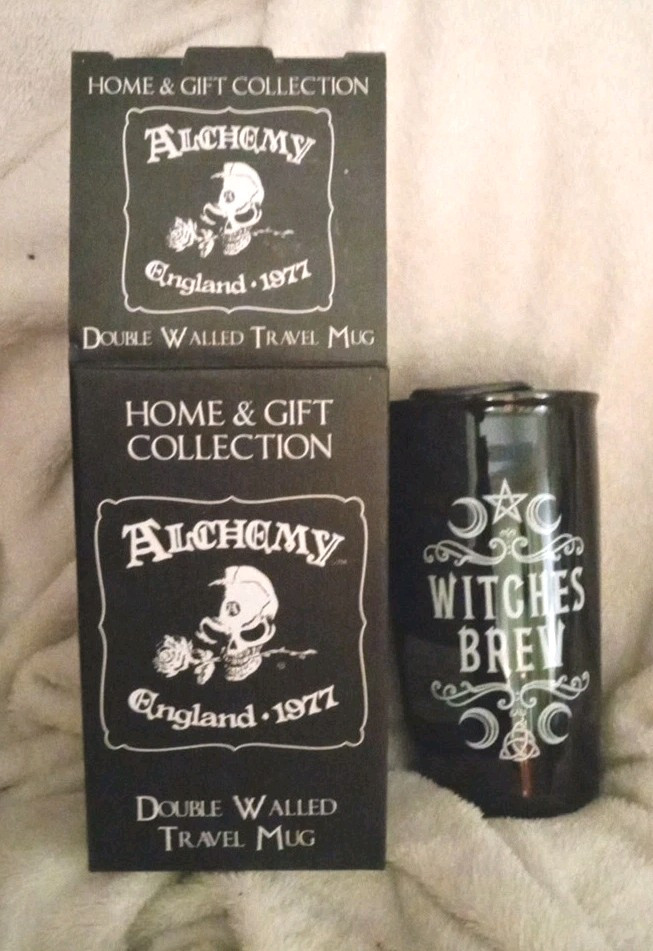 HOME & GIFT COLLECTION
ALCHEMY
England · 1977
DOUBLE WALLED TRAVEL MUG
HOME & GIFT
COLLECTION
ALCHEMY
England · 1977
DOUBLE WALLED
TRAVEL MUG
WITCHES
BREW